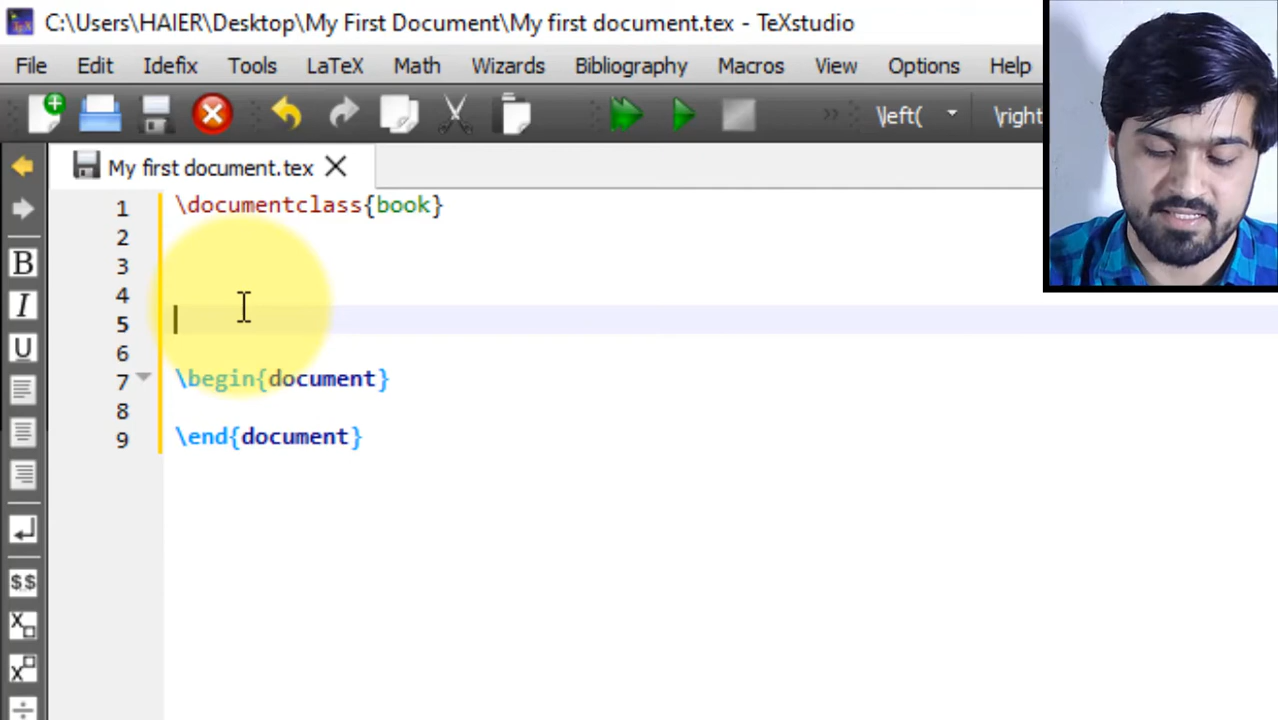 C:\Users\HAIER\Desktop\My First Document\My first document.tex - TeXstudio
File Edit Idefix Tools LaTeX Math Wizards Bibliography Macros View Options Help
\left( \right
My first document.tex
1 \documentclass{book}
2
3
4
5
6
7 \begin{document}
8
9 \end{document}
B
I
U
$$
X
X